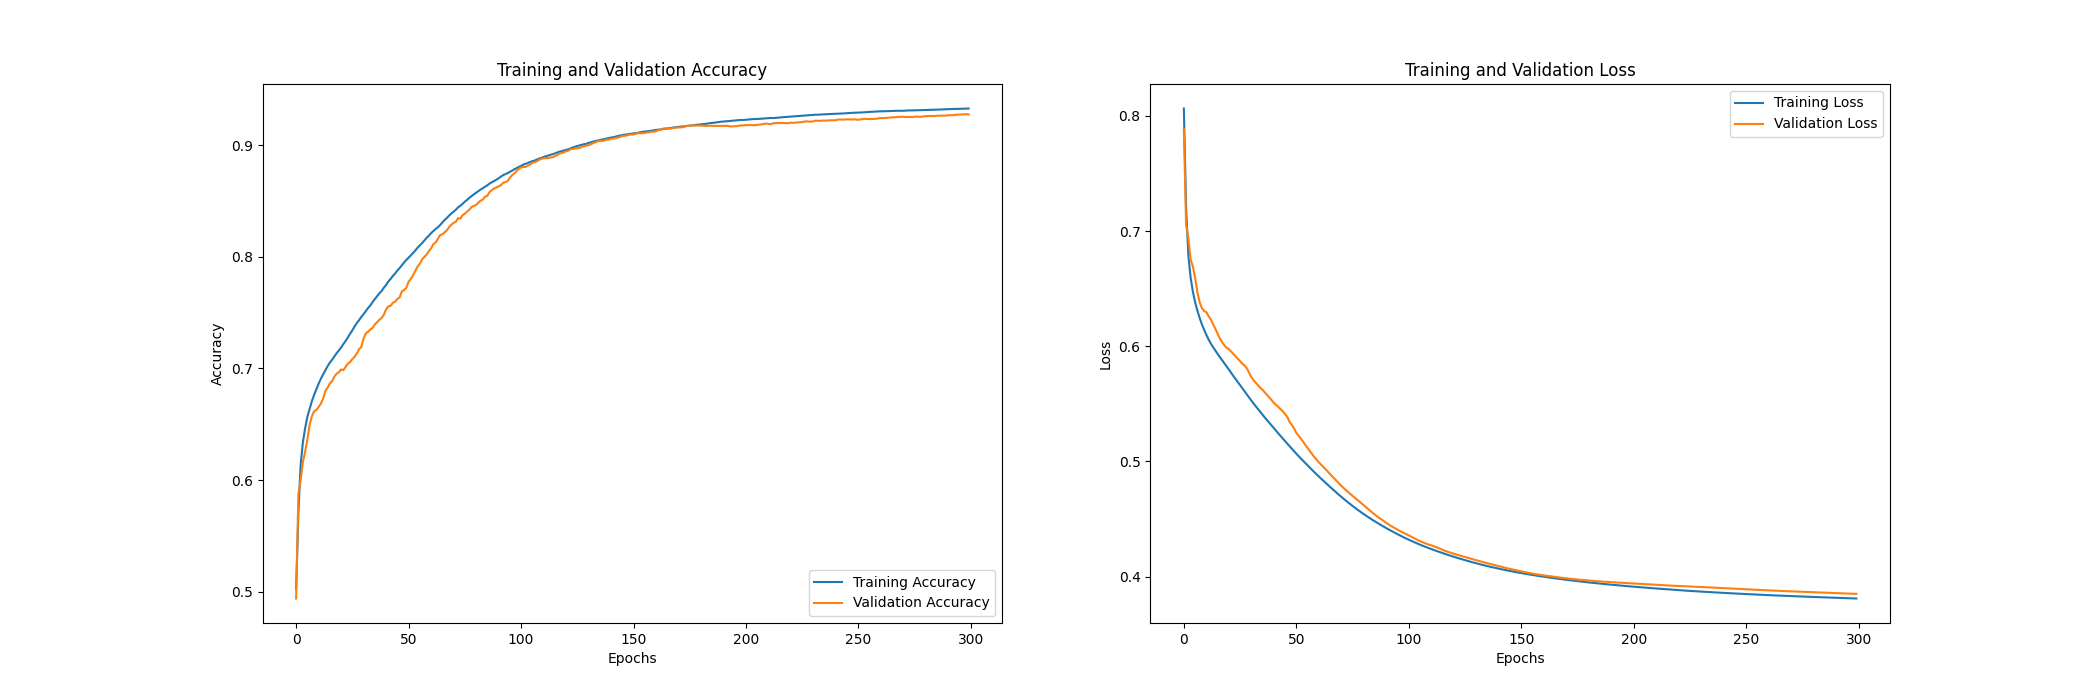 Training and Validation Accuracy
Accuracy
0.9
0.8
0.7
0.6
0.5
0
50
100
150
200
250
300
Epochs
Training Accuracy
Validation Accuracy
Training and Validation Loss
Loss
0.8
0.7
0.6
0.5
0.4
0
50
100
150
200
250
300
Epochs
Training Loss
Validation Loss